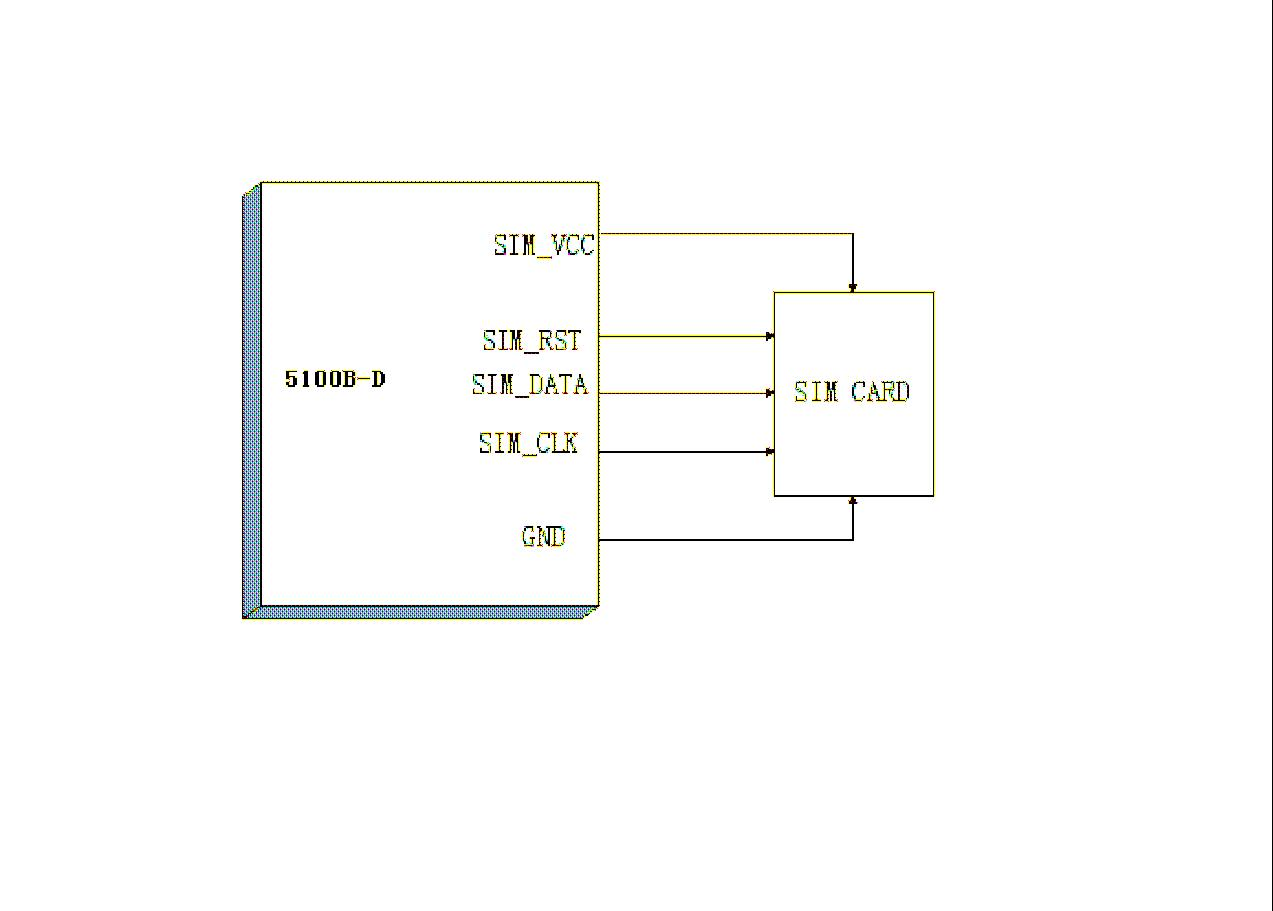 SIM_VCC
SIM_RST
5100B-D
SIM_DATA
SIM CARD
SIM_CLK
GND